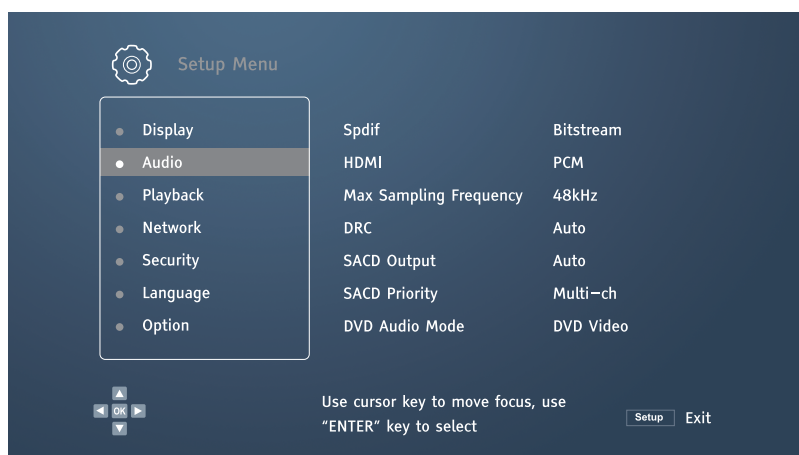 Setup Menu
Display
Audio
Playback
Network
Security
Language
Option
Spdif Bitstream
HDMI PCM
Max Sampling Frequency 48kHz
DRC Auto
SACD Output Auto
SACD Priority Multi−ch
DVD Audio Mode DVD Video
OK
Use cursor key to move focus, use
“ENTER” key to select
Setup Exit